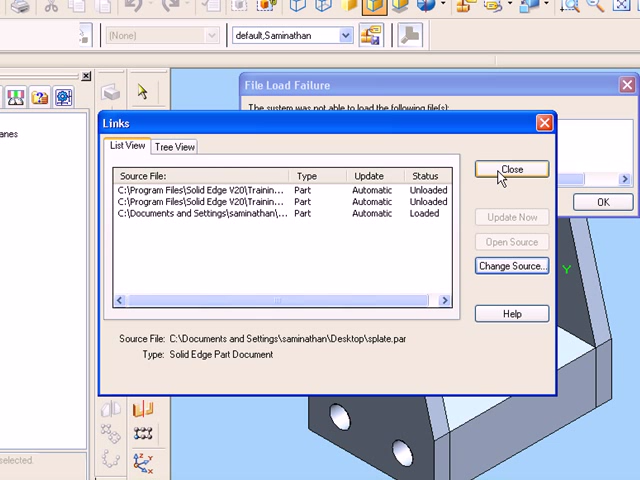 (None)
default,Saminathan
File Load Failure
The system was not able to load the following file(s):
Links
List View
Tree View
Source File: Type Update Status
C:\Program Files\Solid Edge V20\Trainin... Part Automatic Unloaded
C:\Program Files\Solid Edge V20\Trainin... Part Automatic Unloaded
C:\Documents and Settings\saminathan\... Part Automatic Loaded
Close
Update Now
Open Source
Change Source...
Help
OK
Y
anes
Source File: C:\Documents and Settings\saminathan\Desktop\splate.par
Type: Solid Edge Part Document
selected.